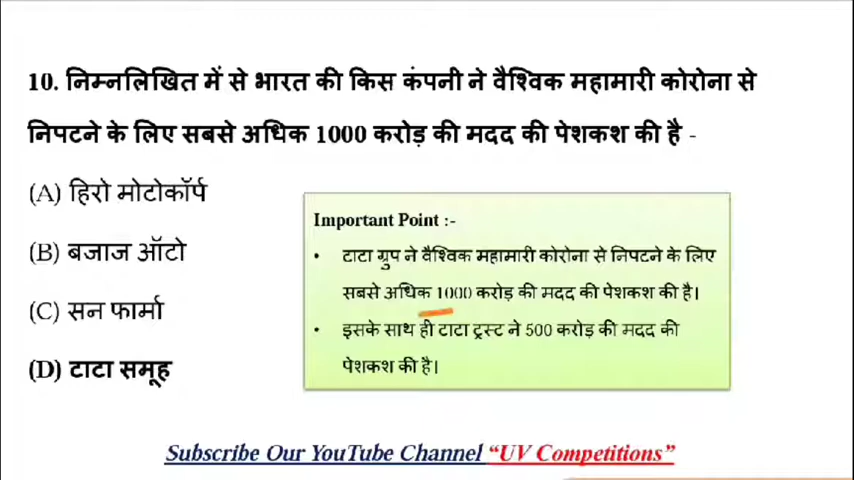 10. निम्नलिखित में से भारत की किस कंपनी ने वैश्विक महामारी कोरोना से
निपटने के लिए सबसे अधिक 1000 करोड़ की मदद की पेशकश की है -
(A) हिरो मोटोकॉर्प
(B) बजाज ऑटो
(C) सन फार्मा
(D) टाटा समूह
Important Point :-
• टाटा ग्रुप ने वैश्विक महामारी कोरोना से निपटने के लिए
सबसे अधिक 1000 करोड़ की मदद की पेशकश की है।
• इसके साथ ही टाटा ट्रस्ट ने 500 करोड़ की मदद की
पेशकश की है।
Subscribe Our YouTube Channel “UV Competitions”